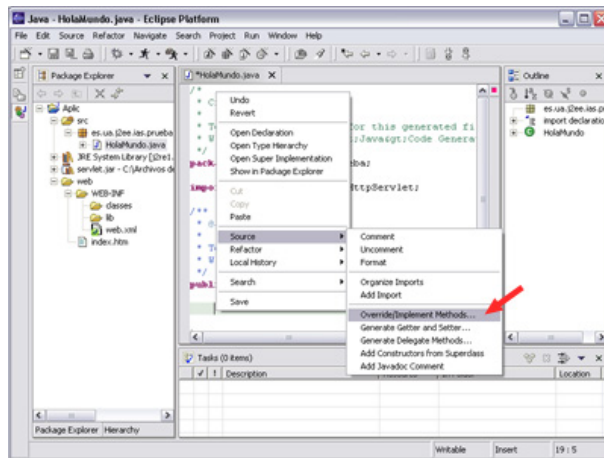 Java - HolaMundo.java - Eclipse Platform
File Edit Source Refactor Navigate Search Project Run Window Help
Package Explorer
Aplic
src
es.ua.j2ee.ias.prueba
HolaMundo.java
JRE System Library [j2re1.
servlet.jar - C:\Archivos de
web
WEB-INF
classes
lib
web.xml
index.htm
Package Explorer Hierarchy
*HolaMundo.java
/*
* C
*
* T for this generated fi
* W ;Java&gt;Code Genera
*/
pack ba;
impo ttpServlet;
/**
* @
*
* T
* W
*/
publ
Undo
Revert
Open Declaration
Open Type Hierarchy
Open Super Implementation
Show in Package Explorer
Cut
Copy
Paste
Source
Refactor
Local History
Search
Save
Comment
Uncomment
Format
Organize Imports
Add Import
Override/Implement Methods...
Generate Getter and Setter...
Generate Delegate Methods...
Add Constructors from Superclass
Add Javadoc Comment
Outline
es.ua.j2ee.ias.pr
import declaratio
HolaMundo
Tasks (0 items)
! Description
Location
Writable Insert 19 : 5